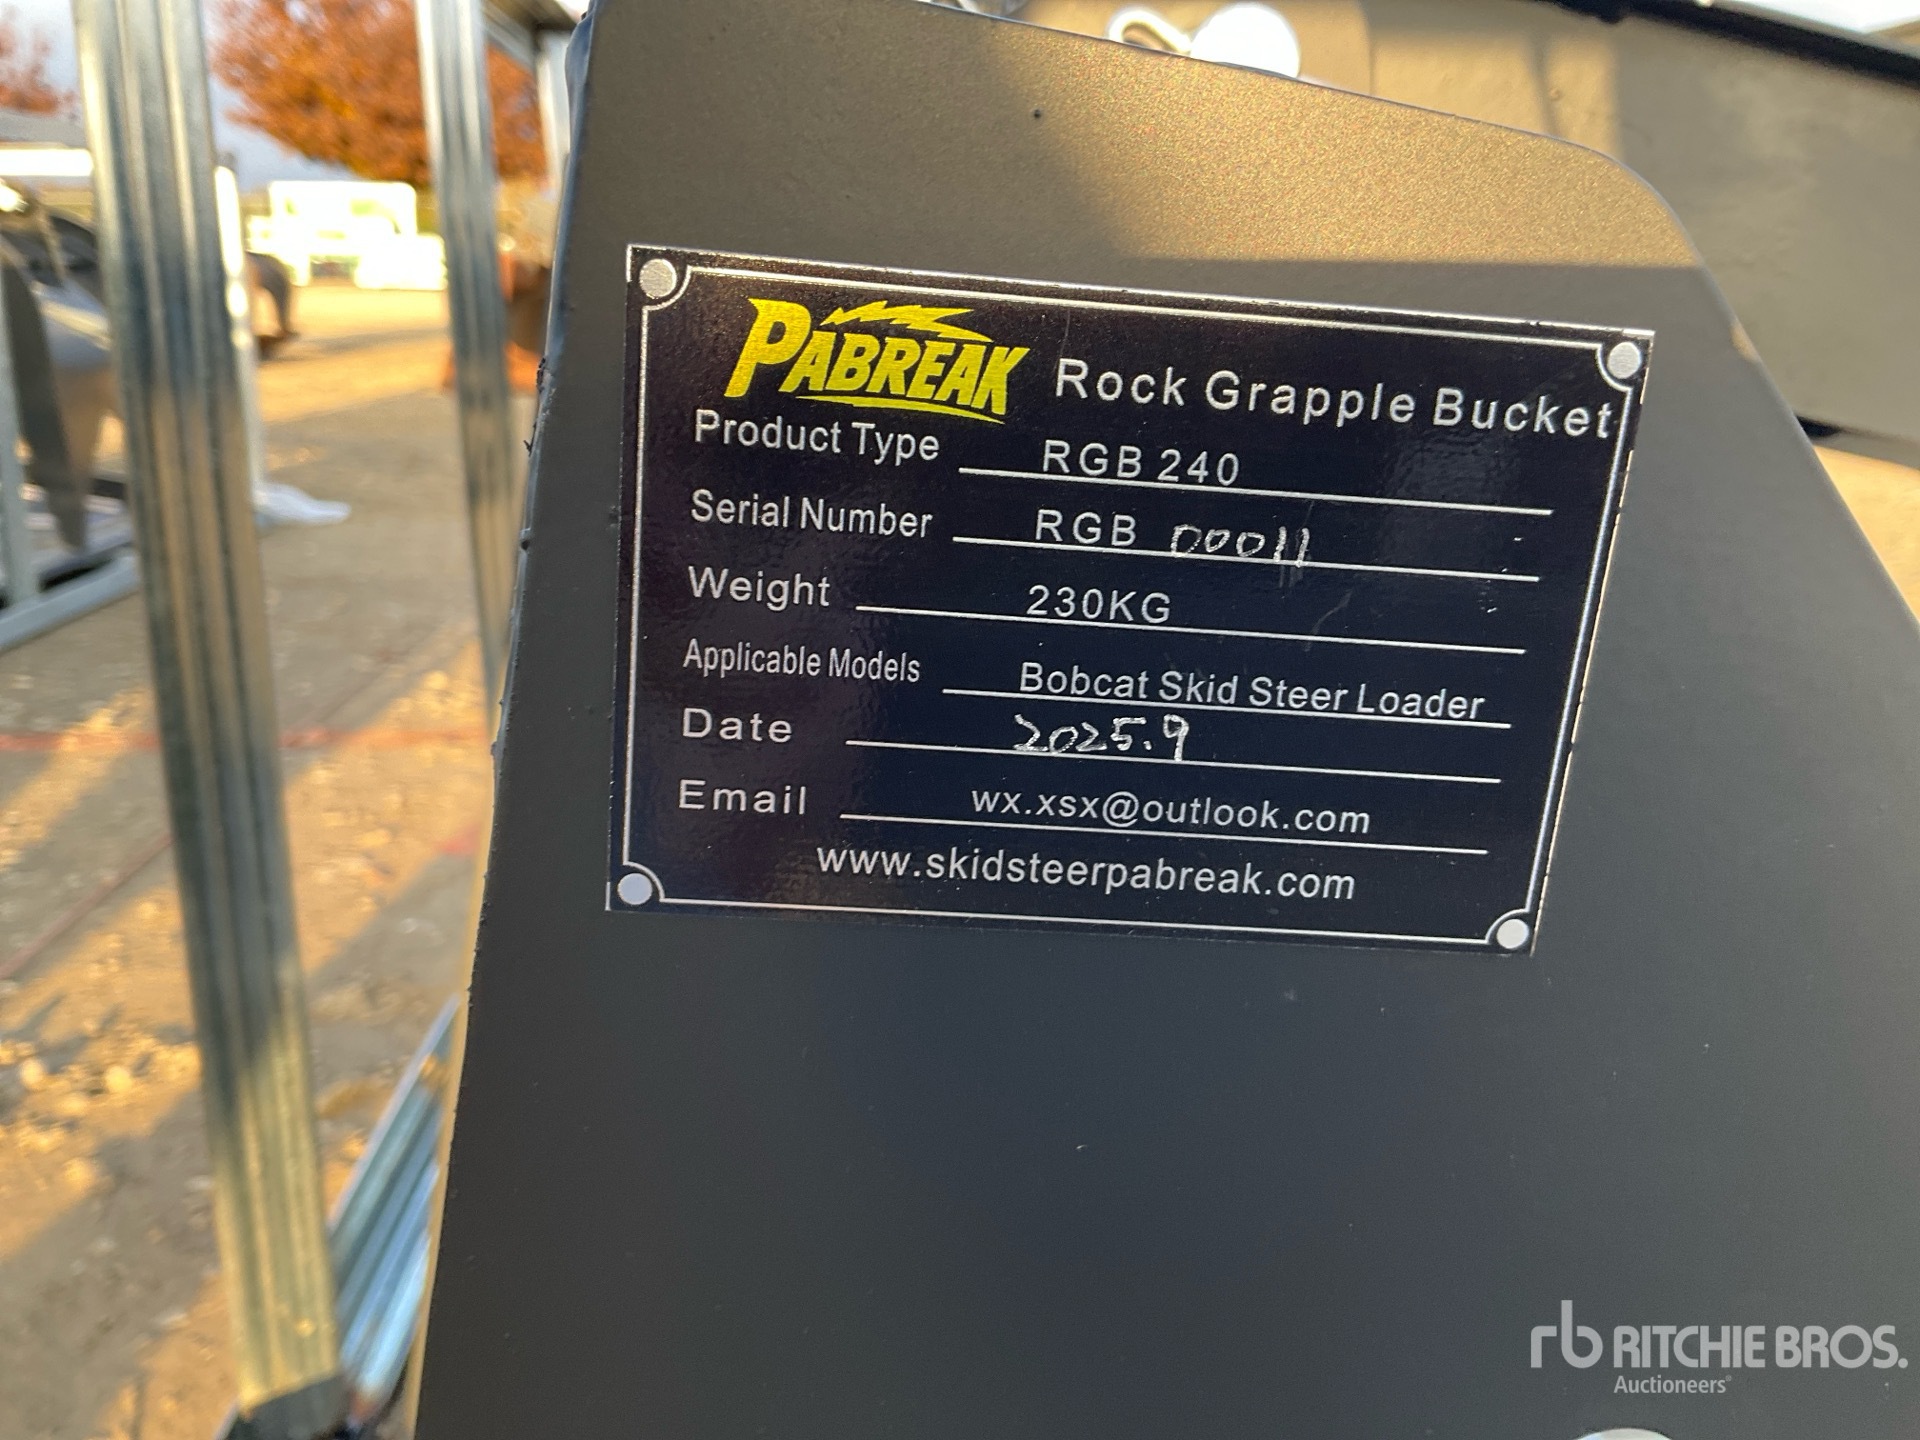 PABREAK Rock Grapple Bucket
Product Type RGB 240
Serial Number RGB 00011
Weight 230KG
Applicable Models Bobcat Skid Steer Loader
Date 2025.9
Email wx.xsx@outlook.com
www.skidsteerpabreak.com
rb RITCHIE BROS.
Auctioneers